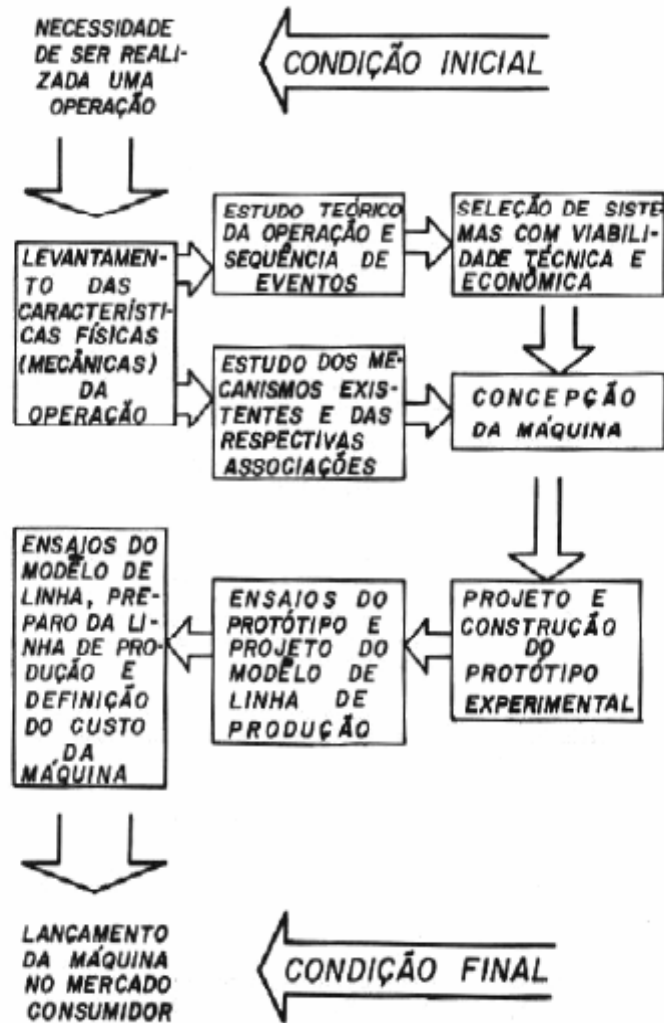 NECESSIDADE
DE SER REALI-
ZADA UMA
OPERAÇÃO
CONDIÇÃO INICIAL
LEVANTAMEN-
TO DAS
CARACTERÍSTI-
CAS FÍSICAS
(MECÂNICAS)
DA
OPERAÇÃO
ESTUDO TEÓRICO
DA OPERAÇÃO E
SEQUÊNCIA DE
EVENTOS
SELEÇÃO DE SISTE
MAS COM VIABILI-
DADE TÉCNICA E
ECONÔMICA
ESTUDO DOS ME-
CANISMOS EXIS-
TENTES E DAS
RESPECTIVAS
ASSOCIAÇÕES
CONCEPÇÃO
DA MÁQUINA
PROJETO E
CONSTRUÇÃO
DO
PROTÓTIPO
EXPERIMENTAL
ENSAIOS DO
PROTÓTIPO E
PROJETO DO
MODÊLO DE
LINHA DE
PRODUÇÃO
ENSAIOS DO
MODÊLO DE
LINHA, PRE-
PARO DA LI-
NHA DE PRO-
DUÇÃO E
DEFINIÇÃO
DO CUSTO
DA
MÁQUINA
LANÇAMENTO
DA MÁQUINA
NO MERCADO
CONSUMIDOR
CONDIÇÃO FINAL